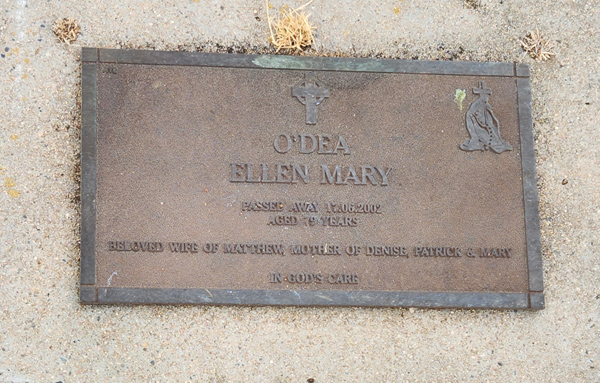 O'DEA
ELLEN MARY
PASSED AWAY 17.06.2002
AGED 79 YEARS
BELOVED WIFE OF MATTHEW, MOTHER OF DENISE, PATRICK & MARY
IN GOD'S CARE